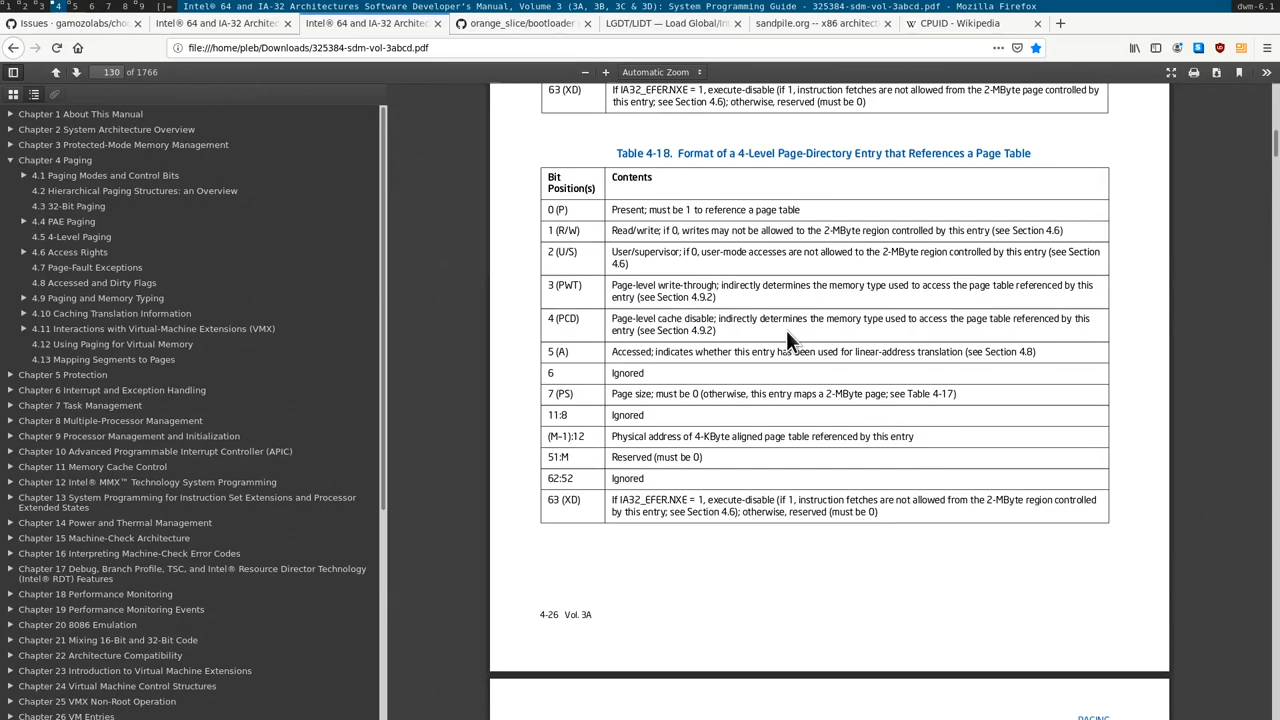 1 2 3 4 5 6 7 8 9 []= Intel® 64 and IA-32 Architectures Software Developer's Manual, Volume 3 (3A, 3B, 3C & 3D): System Programming Guide - 325384-sdm-vol-3abcd.pdf - Mozilla Firefox dwm-6.1
Issues · gamozolabs/choc
Intel® 64 and IA-32 Architec
Intel® 64 and IA-32 Architec
orange_slice/bootloader
LGDT/LIDT — Load Global/In
sandpile.org -- x86 architect
W CPUID - Wikipedia
file:///home/pleb/Downloads/325384-sdm-vol-3abcd.pdf
130 of 1766
Automatic Zoom
Chapter 1 About This Manual
Chapter 2 System Architecture Overview
Chapter 3 Protected-Mode Memory Management
Chapter 4 Paging
4.1 Paging Modes and Control Bits
4.2 Hierarchical Paging Structures: an Overview
4.3 32-Bit Paging
4.4 PAE Paging
4.5 4-Level Paging
4.6 Access Rights
4.7 Page-Fault Exceptions
4.8 Accessed and Dirty Flags
4.9 Paging and Memory Typing
4.10 Caching Translation Information
4.11 Interactions with Virtual-Machine Extensions (VMX)
4.12 Using Paging for Virtual Memory
4.13 Mapping Segments to Pages
Chapter 5 Protection
Chapter 6 Interrupt and Exception Handling
Chapter 7 Task Management
Chapter 8 Multiple-Processor Management
Chapter 9 Processor Management and Initialization
Chapter 10 Advanced Programmable Interrupt Controller (APIC)
Chapter 11 Memory Cache Control
Chapter 12 Intel® MMX™ Technology System Programming
Chapter 13 System Programming for Instruction Set Extensions and Processor
Extended States
Chapter 14 Power and Thermal Management
Chapter 15 Machine-Check Architecture
Chapter 16 Interpreting Machine-Check Error Codes
Chapter 17 Debug, Branch Profile, TSC, and Intel® Resource Director Technology
(Intel® RDT) Features
Chapter 18 Performance Monitoring
Chapter 19 Performance Monitoring Events
Chapter 20 8086 Emulation
Chapter 21 Mixing 16-Bit and 32-Bit Code
Chapter 22 Architecture Compatibility
Chapter 23 Introduction to Virtual Machine Extensions
Chapter 24 Virtual Machine Control Structures
Chapter 25 VMX Non-Root Operation
Chapter 26 VM Entries
63 (XD) If IA32_EFER.NXE = 1, execute-disable (if 1, instruction fetches are not allowed from the 2-MByte page controlled by
this entry; see Section 4.6); otherwise, reserved (must be 0)
Table 4-18. Format of a 4-Level Page-Directory Entry that References a Page Table
Bit Position(s) Contents
0 (P) Present; must be 1 to reference a page table
1 (R/W) Read/write; if 0, writes may not be allowed to the 2-MByte region controlled by this entry (see Section 4.6)
2 (U/S) User/supervisor; if 0, user-mode accesses are not allowed to the 2-MByte region controlled by this entry (see Section
4.6)
3 (PWT) Page-level write-through; indirectly determines the memory type used to access the page table referenced by this
entry (see Section 4.9.2)
4 (PCD) Page-level cache disable; indirectly determines the memory type used to access the page table referenced by this
entry (see Section 4.9.2)
5 (A) Accessed; indicates whether this entry has been used for linear-address translation (see Section 4.8)
6 Ignored
7 (PS) Page size; must be 0 (otherwise, this entry maps a 2-MByte page; see Table 4-17)
11:8 Ignored
(M–1):12 Physical address of 4-KByte aligned page table referenced by this entry
51:M Reserved (must be 0)
62:52 Ignored
63 (XD) If IA32_EFER.NXE = 1, execute-disable (if 1, instruction fetches are not allowed from the 2-MByte region controlled
by this entry; see Section 4.6); otherwise, reserved (must be 0)
4-26 Vol. 3A
PAGING